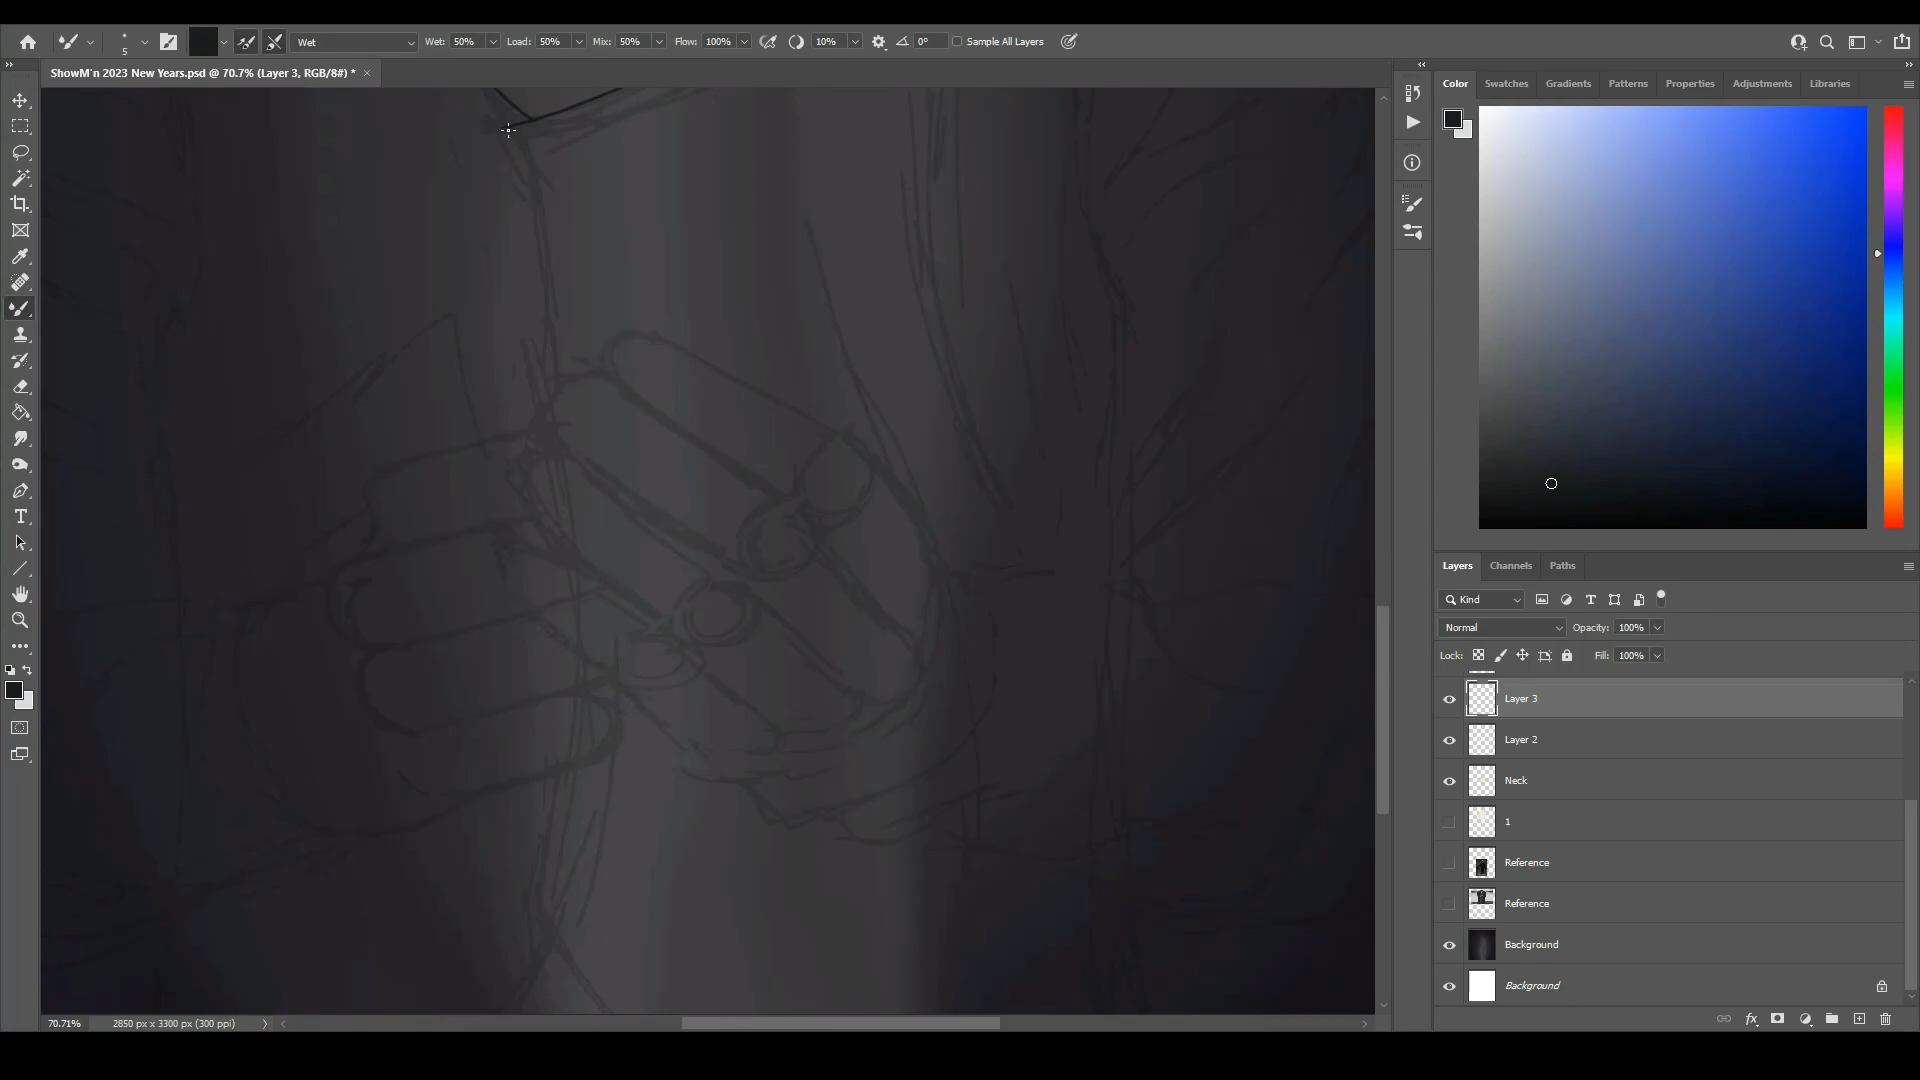 5
Wet
Wet: 50%
Load: 50%
Mix: 50%
Flow: 100%
10%
0°
Sample All Layers
ShowM'n 2023 New Years.psd @ 70.7% (Layer 3, RGB/8#) *
Color
Swatches
Gradients
Patterns
Properties
Adjustments
Libraries
Layers
Channels
Paths
Kind
Normal
Opacity: 100%
Lock:
Fill: 100%
Layer 3
Layer 2
Neck
1
Reference
Reference
Background
Background
fx
70.71%
2850 px x 3300 px (300 ppi)